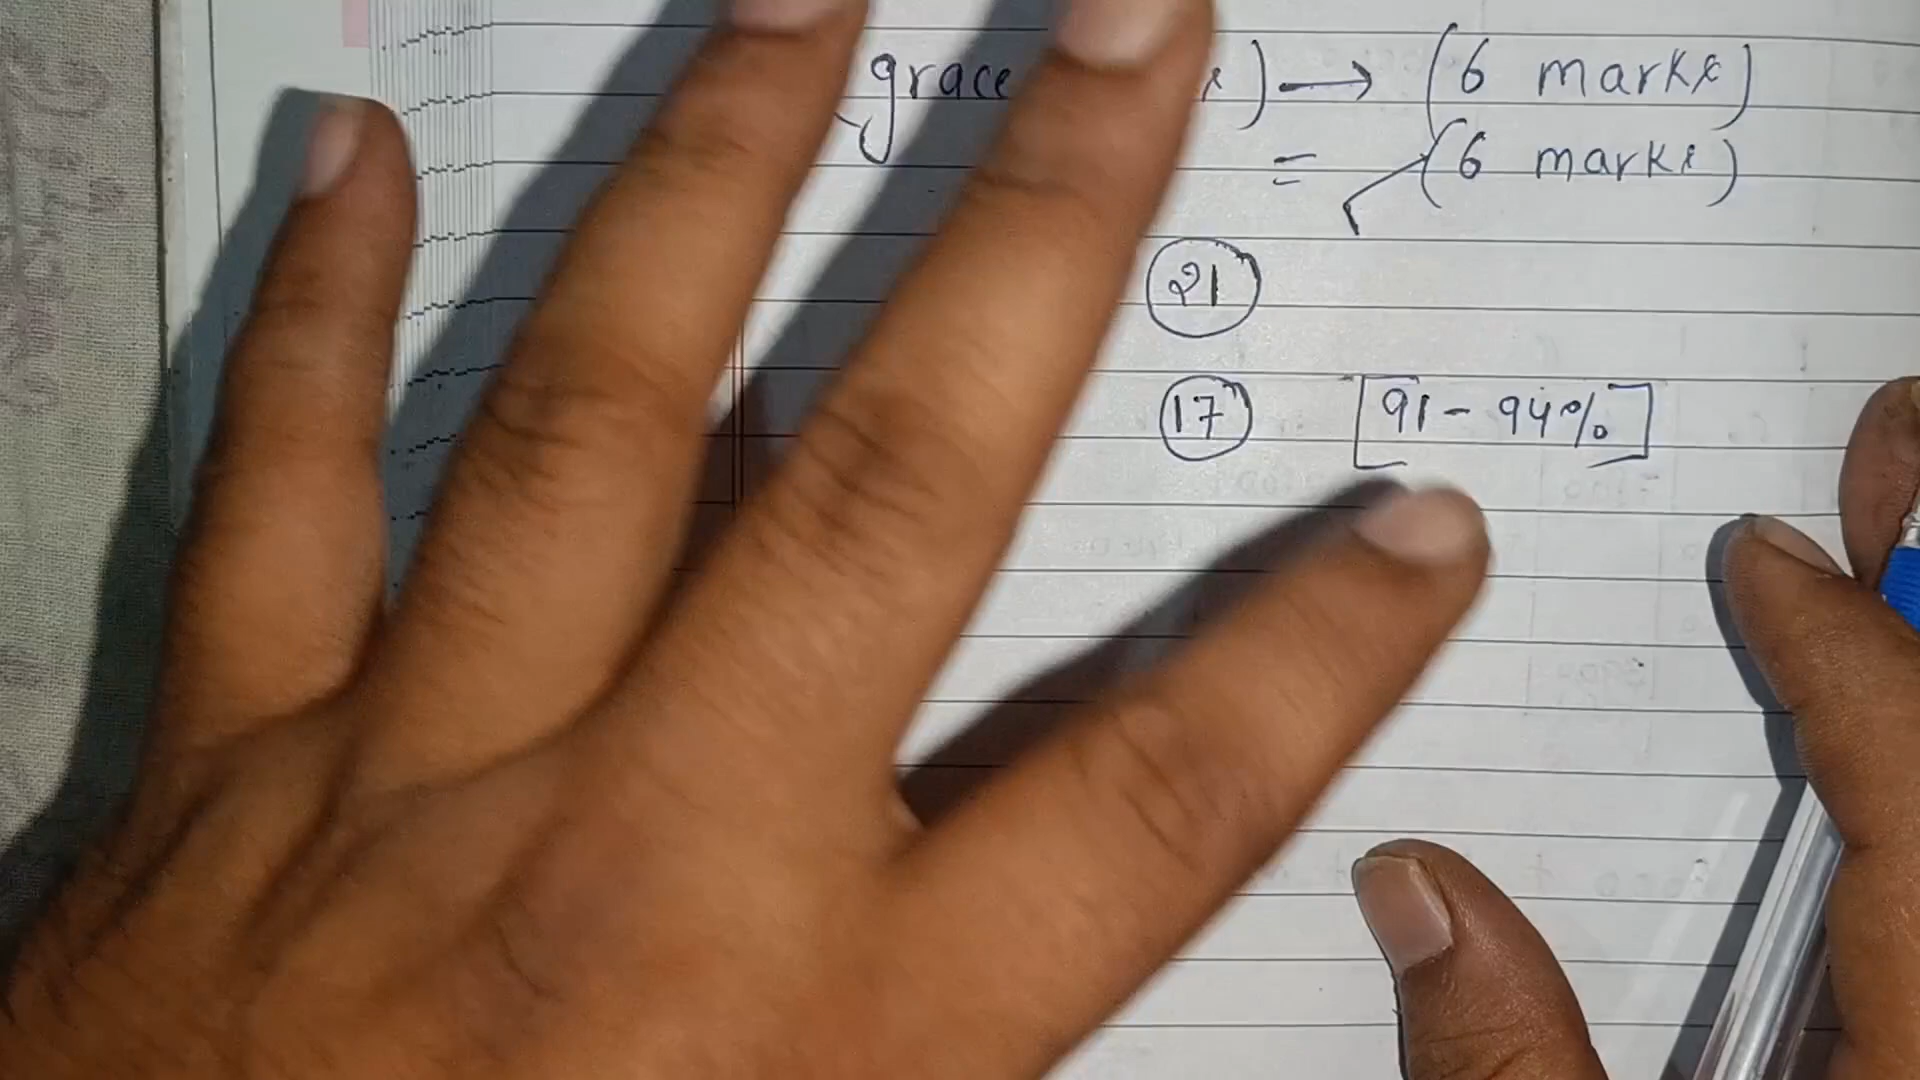 grace ) → (6 marks)
= (6 marks)
21
17 [91 - 94%]